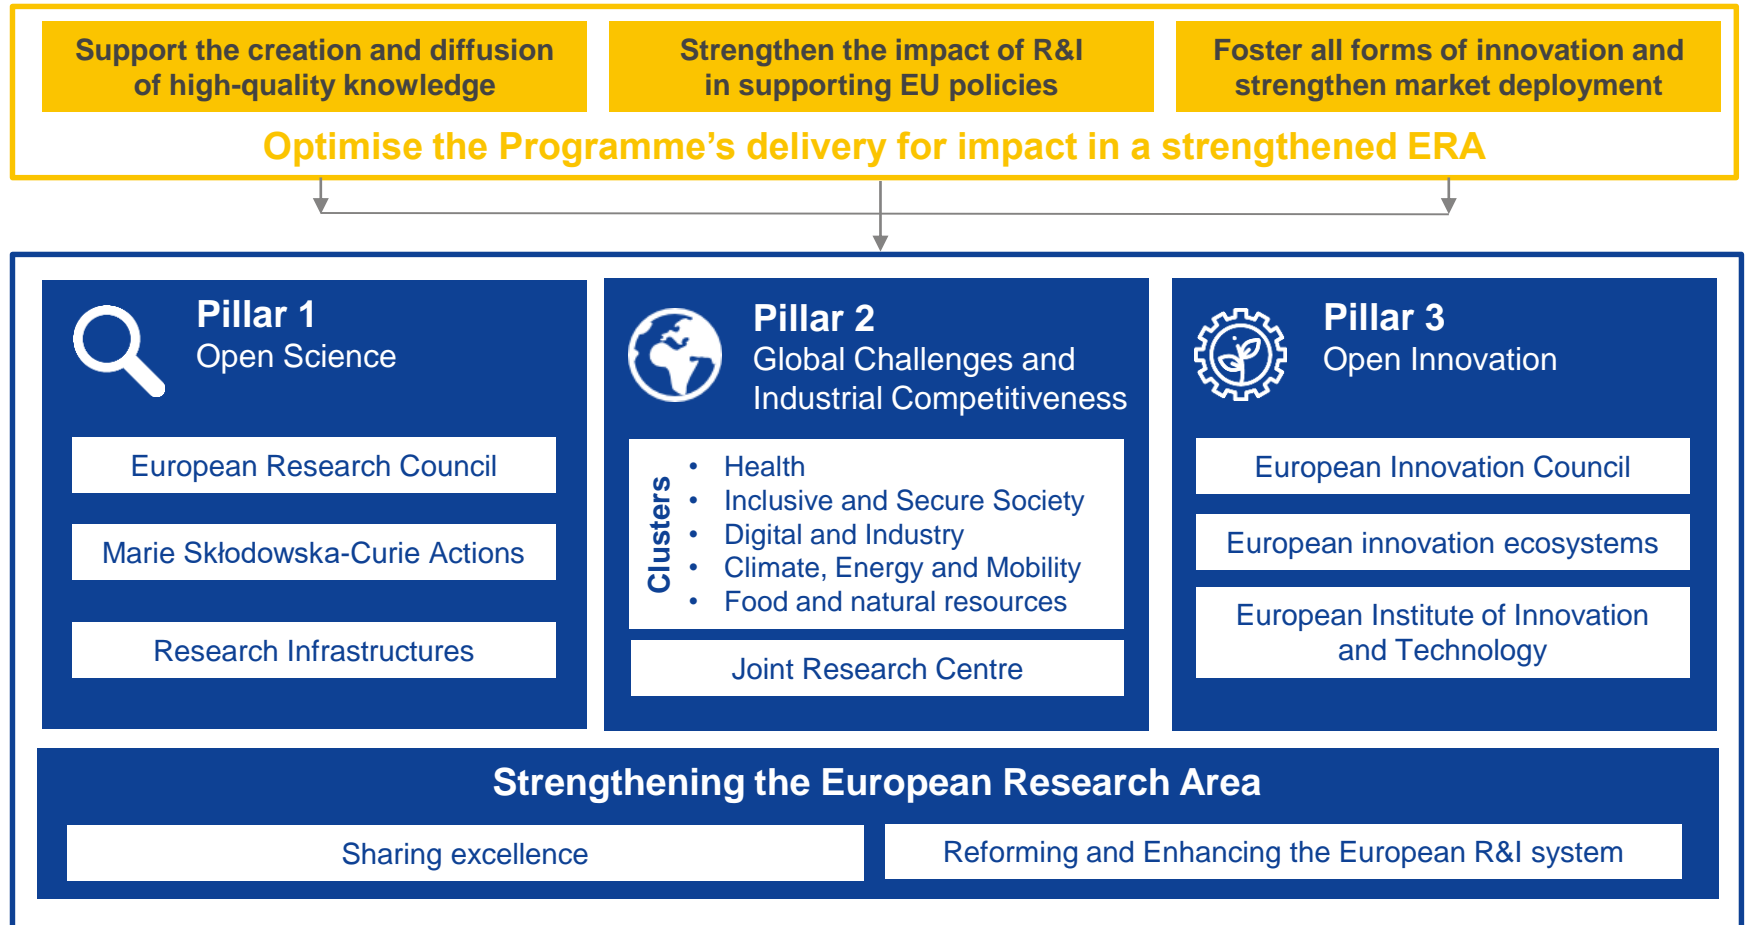 Support the creation and diffusion
of high-quality knowledge
Strengthen the impact of R&I
in supporting EU policies
Foster all forms of innovation and
strengthen market deployment
Optimise the Programme's delivery for impact in a strengthened ERA
Pillar 1
Open Science
European Research Council
Marie Skłodowska-Curie Actions
Research Infrastructures
Pillar 2
Global Challenges and
Industrial Competitiveness
Clusters
• Health
• Inclusive and Secure Society
• Digital and Industry
• Climate, Energy and Mobility
• Food and natural resources
Joint Research Centre
Pillar 3
Open Innovation
European Innovation Council
European innovation ecosystems
European Institute of Innovation
and Technology
Strengthening the European Research Area
Sharing excellence
Reforming and Enhancing the European R&I system